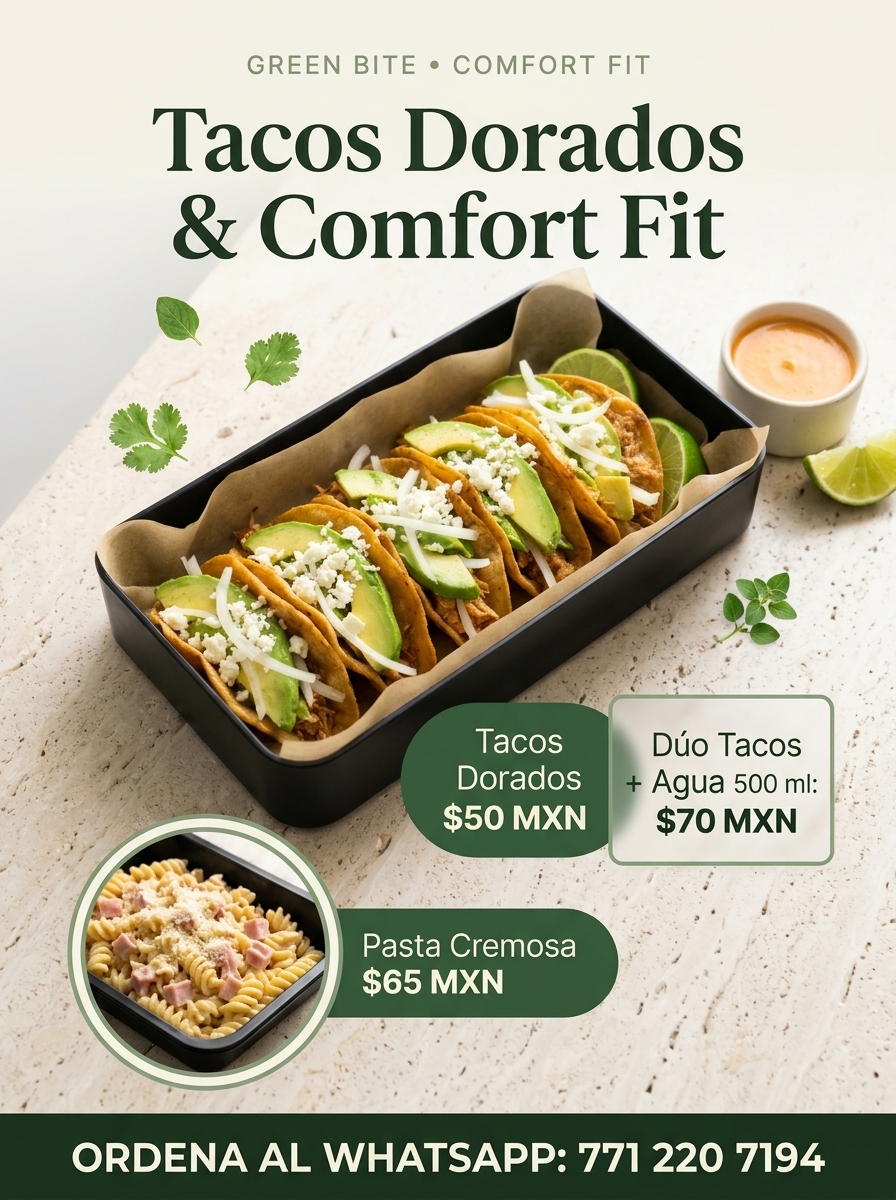 GREEN BITE • COMFORT FIT
Tacos Dorados
& Comfort Fit
Tacos
Dorados
$50 MXN
Dúo Tacos
+ Agua 500 ml:
$70 MXN
Pasta Cremosa
$65 MXN
ORDENA AL WHATSAPP: 771 220 7194